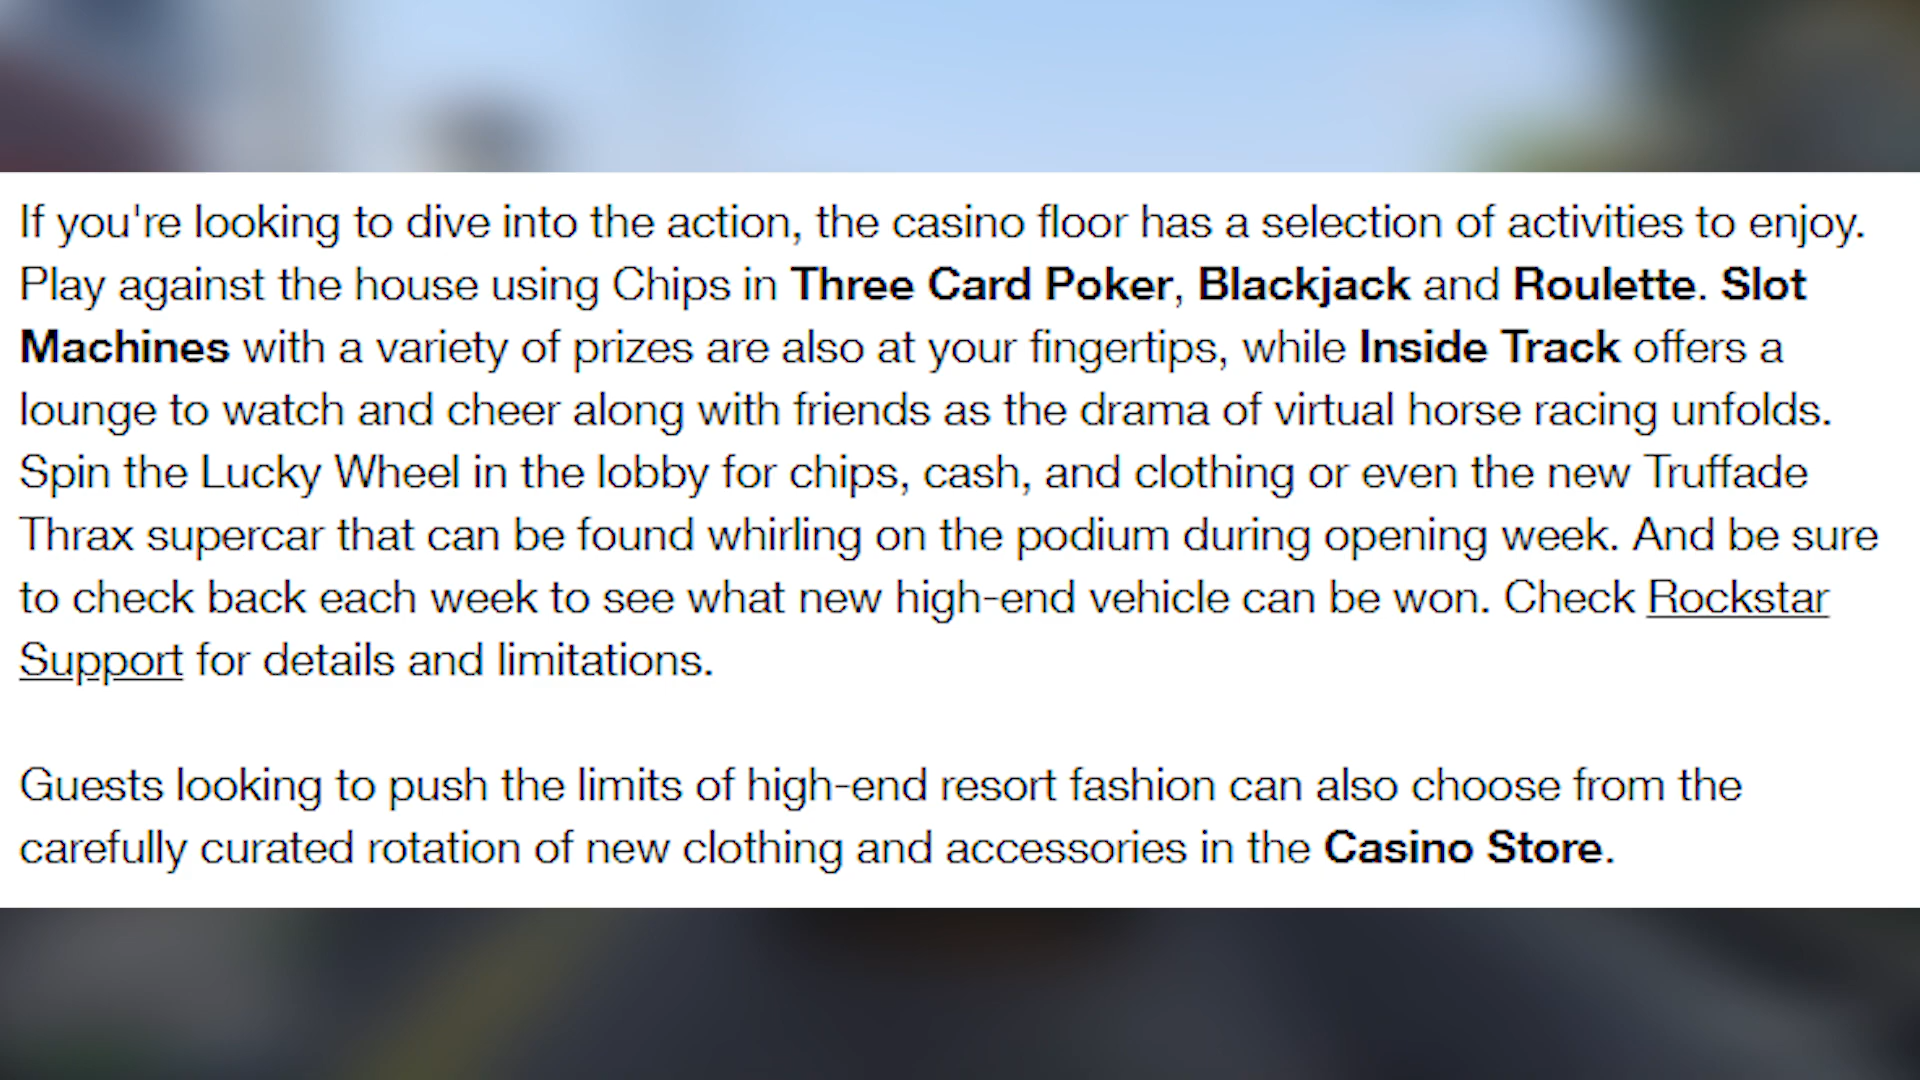 If you're looking to dive into the action, the casino floor has a selection of activities to enjoy.
Play against the house using Chips in Three Card Poker, Blackjack and Roulette. Slot
Machines with a variety of prizes are also at your fingertips, while Inside Track offers a
lounge to watch and cheer along with friends as the drama of virtual horse racing unfolds.
Spin the Lucky Wheel in the lobby for chips, cash, and clothing or even the new Truffade
Thrax supercar that can be found whirling on the podium during opening week. And be sure
to check back each week to see what new high-end vehicle can be won. Check Rockstar
Support for details and limitations.
Guests looking to push the limits of high-end resort fashion can also choose from the
carefully curated rotation of new clothing and accessories in the Casino Store.